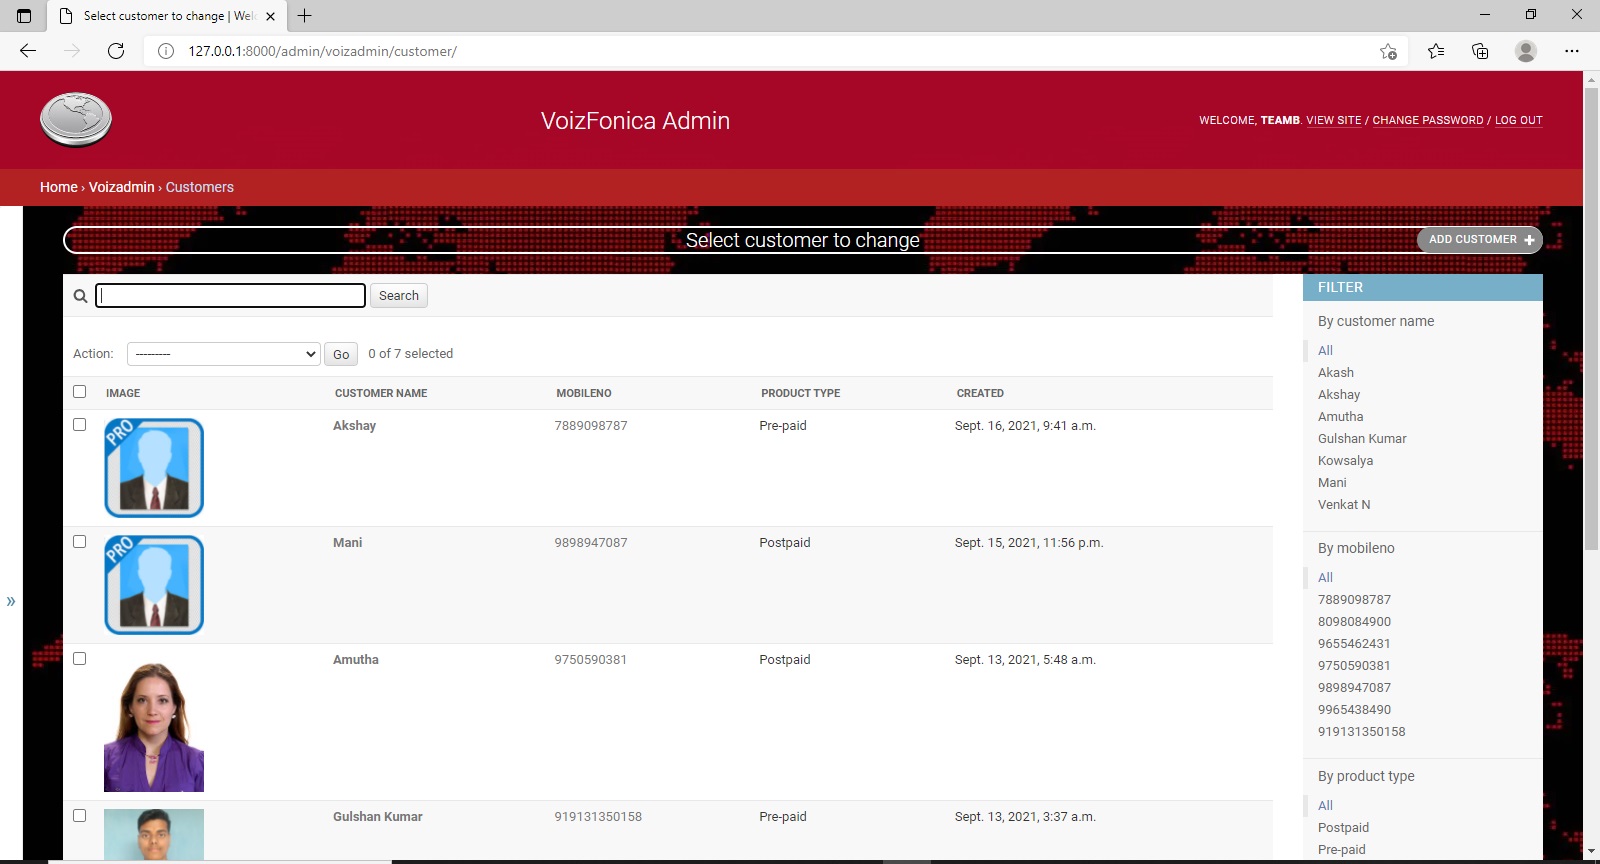 Select customer to change | Wel
127.0.0.1:8000/admin/voizadmin/customer/
VoizFonica Admin
WELCOME, TEAMB. VIEW SITE / CHANGE PASSWORD / LOG OUT
Home › Voizadmin › Customers
Select customer to change
ADD CUSTOMER +
Search
Action: --------- Go 0 of 7 selected
IMAGE CUSTOMER NAME MOBILENO PRODUCT TYPE CREATED
PRO Akshay 7889098787 Pre-paid Sept. 16, 2021, 9:41 a.m.
PRO Mani 9898947087 Postpaid Sept. 15, 2021, 11:56 p.m.
Amutha 9750590381 Postpaid Sept. 13, 2021, 5:48 a.m.
Gulshan Kumar 919131350158 Pre-paid Sept. 13, 2021, 3:37 a.m.
»
FILTER
By customer name
All
Akash
Akshay
Amutha
Gulshan Kumar
Kowsalya
Mani
Venkat N
By mobileno
All
7889098787
8098084900
9655462431
9750590381
9898947087
9965438490
919131350158
By product type
All
Postpaid
Pre-paid